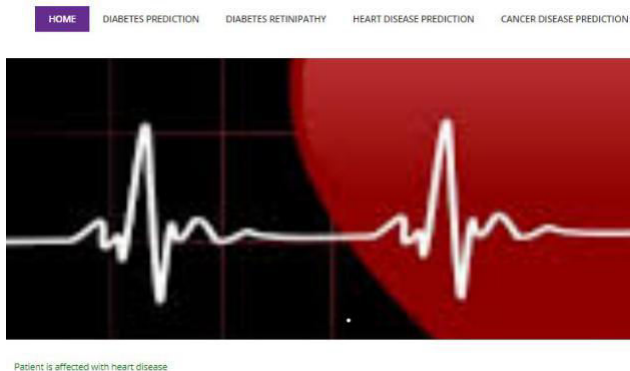 HOME DIABETES PREDICTION DIABETES RETINIPATHY HEART DISEASE PREDICTION CANCER DISEASE PREDICTION
Patient is affected with heart disease